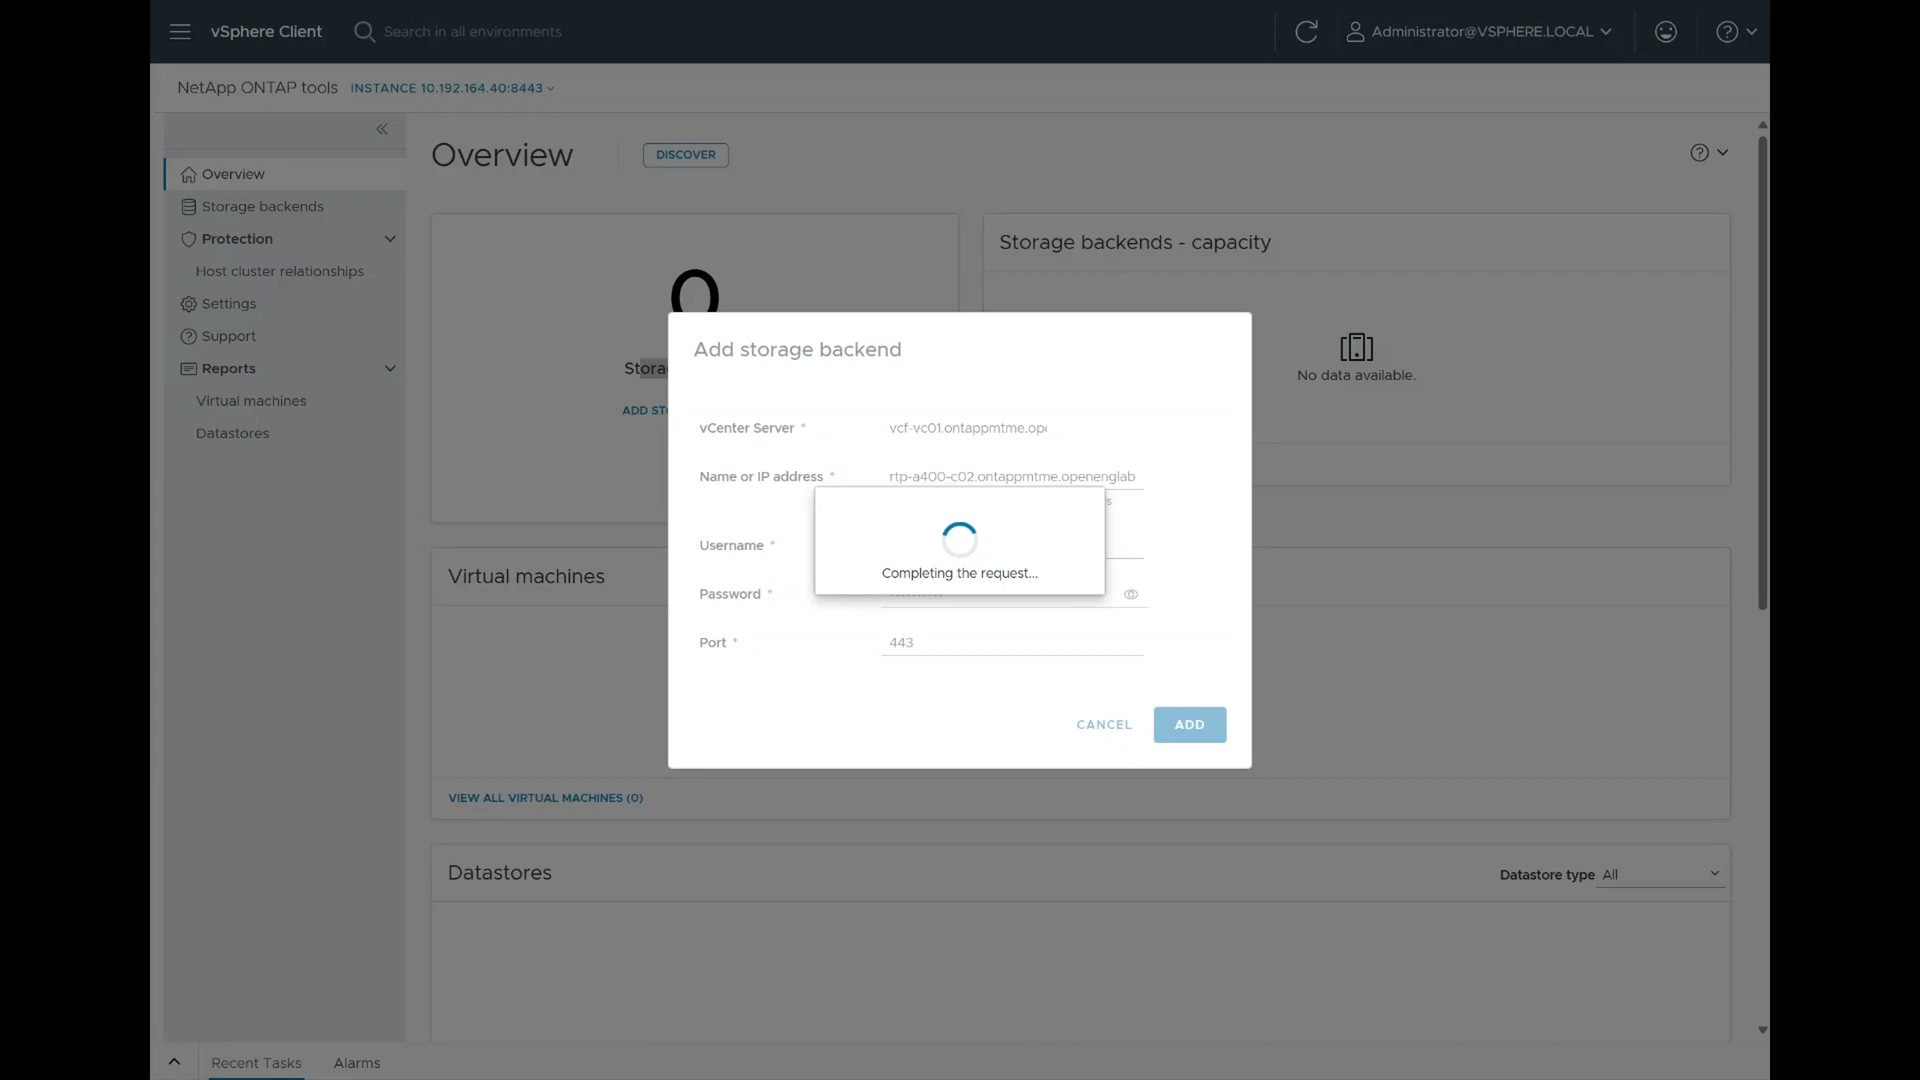 vSphere Client
Search in all environments
Administrator@VSPHERE.LOCAL
NetApp ONTAP tools
INSTANCE 10.192.164.40:8443
Overview
Storage backends
Protection
Host cluster relationships
Settings
Support
Reports
Virtual machines
Datastores
Overview
DISCOVER
0
Stora
ADD STO
Storage backends - capacity
No data available.
Add storage backend
vCenter Server *
vcf-vc01.ontappmtme.ope
Name or IP address *
rtp-a400-c02.ontappmtme.openenglab
s
Username *
Completing the request...
Password *
Port *
443
CANCEL
ADD
Virtual machines
VIEW ALL VIRTUAL MACHINES (0)
Datastores
Datastore type All
Recent Tasks
Alarms